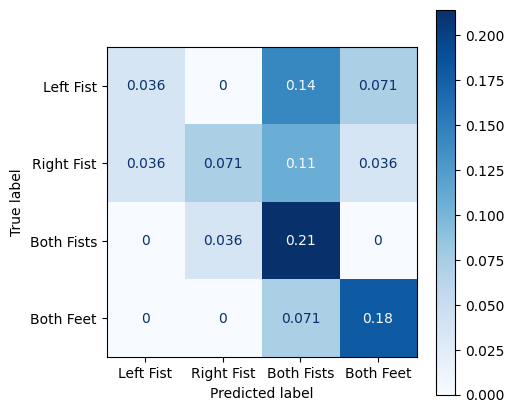 True label
Left Fist 0.036 0 0.14 0.071
Right Fist 0.036 0.071 0.11 0.036
Both Fists 0 0.036 0.21 0
Both Feet 0 0 0.071 0.18
Left Fist Right Fist Both Fists Both Feet
Predicted label
0.200
0.175
0.150
0.125
0.100
0.075
0.050
0.025
0.000